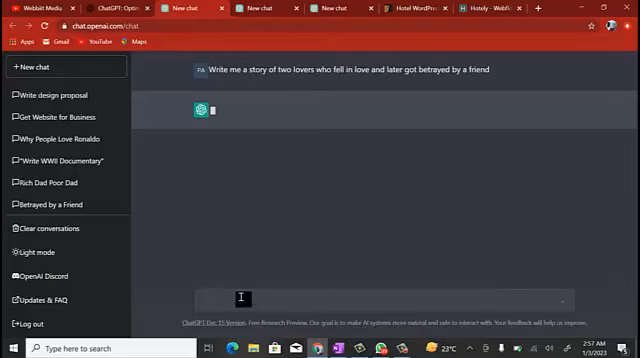 Webbit Media
ChatGPT: Optim
New chat
New chat
New chat
Hotel WordPre
Hotely - Webfl
chat.openai.com/chat
Apps
Gmail
YouTube
Maps
+ New chat
Write design proposal
Get Website for Business
Why People Love Ronaldo
"Write WWII Documentary"
Rich Dad Poor Dad
Betrayed by a Friend
Clear conversations
Light mode
OpenAI Discord
Updates & FAQ
Log out
PA
Write me a story of two lovers who fell in love and later got betrayed by a friend
ChatGPT Dec 15 Version. Free Research Preview. Our goal is to make AI systems more natural and safe to interact with. Your feedback will help us improve.
Type here to search
23°C
2:57 AM
1/3/2023